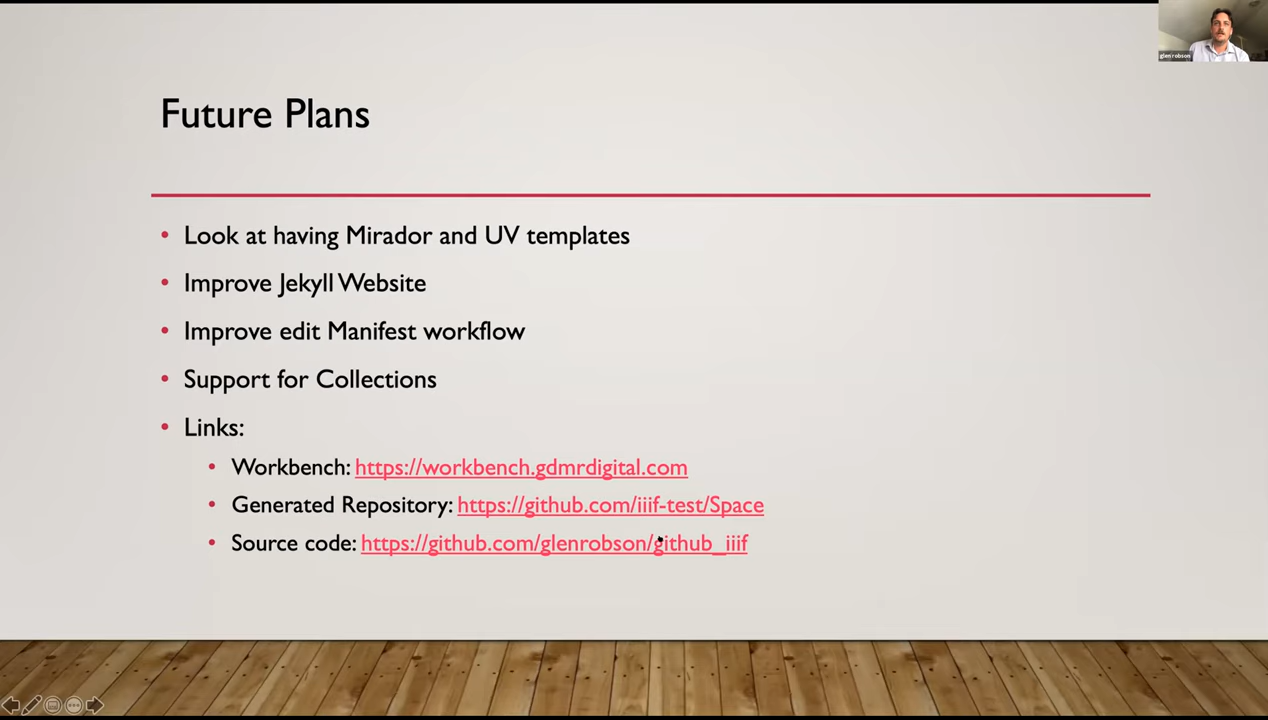 glen robson
Future Plans
• Look at having Mirador and UV templates
• Improve Jekyll Website
• Improve edit Manifest workflow
• Support for Collections
• Links:
• Workbench: https://workbench.gdmrdigital.com
• Generated Repository: https://github.com/iiif-test/Space
• Source code: https://github.com/glenrobson/github_iiif